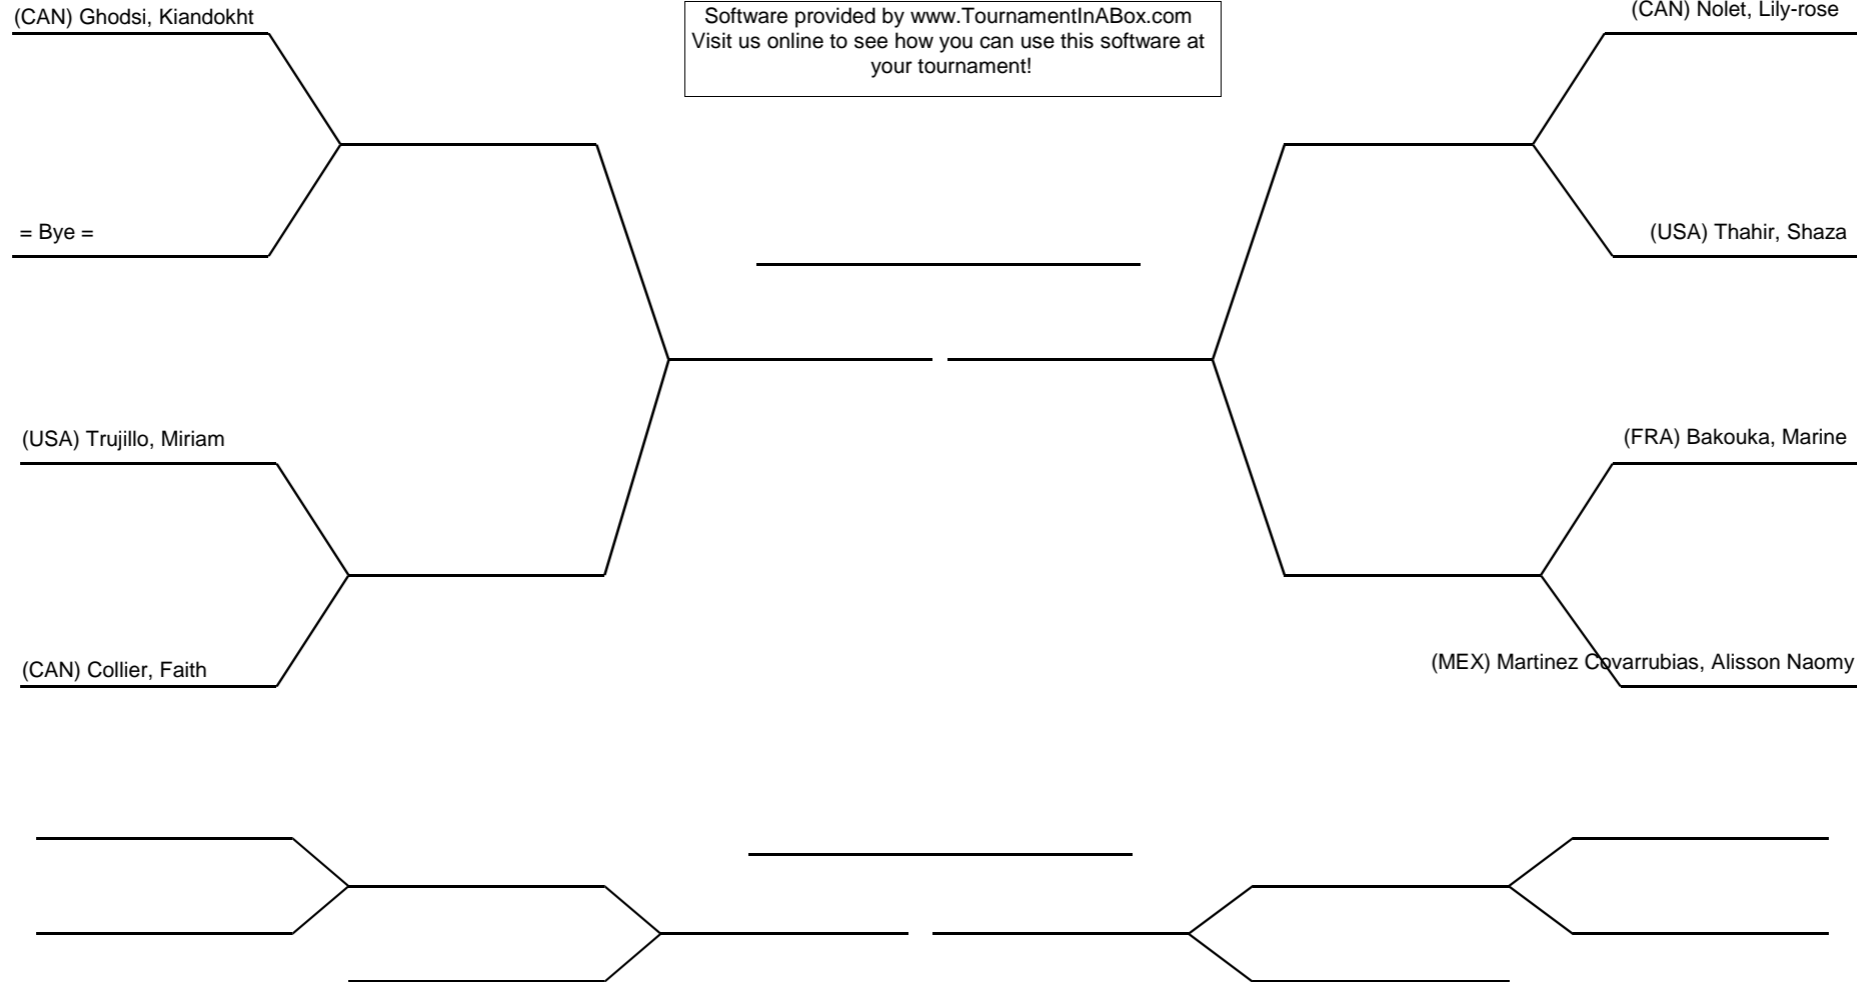 (CAN) Ghodsi, Kiandokht
Software provided by www.TournamentInABox.com
Visit us online to see how you can use this software at
your tournament!
(CAN) Nolet, Lily-rose
= Bye =
(USA) Thahir, Shaza
(USA) Trujillo, Miriam
(FRA) Bakouka, Marine
(CAN) Collier, Faith
(MEX) Martinez Covarrubias, Alisson Naomy